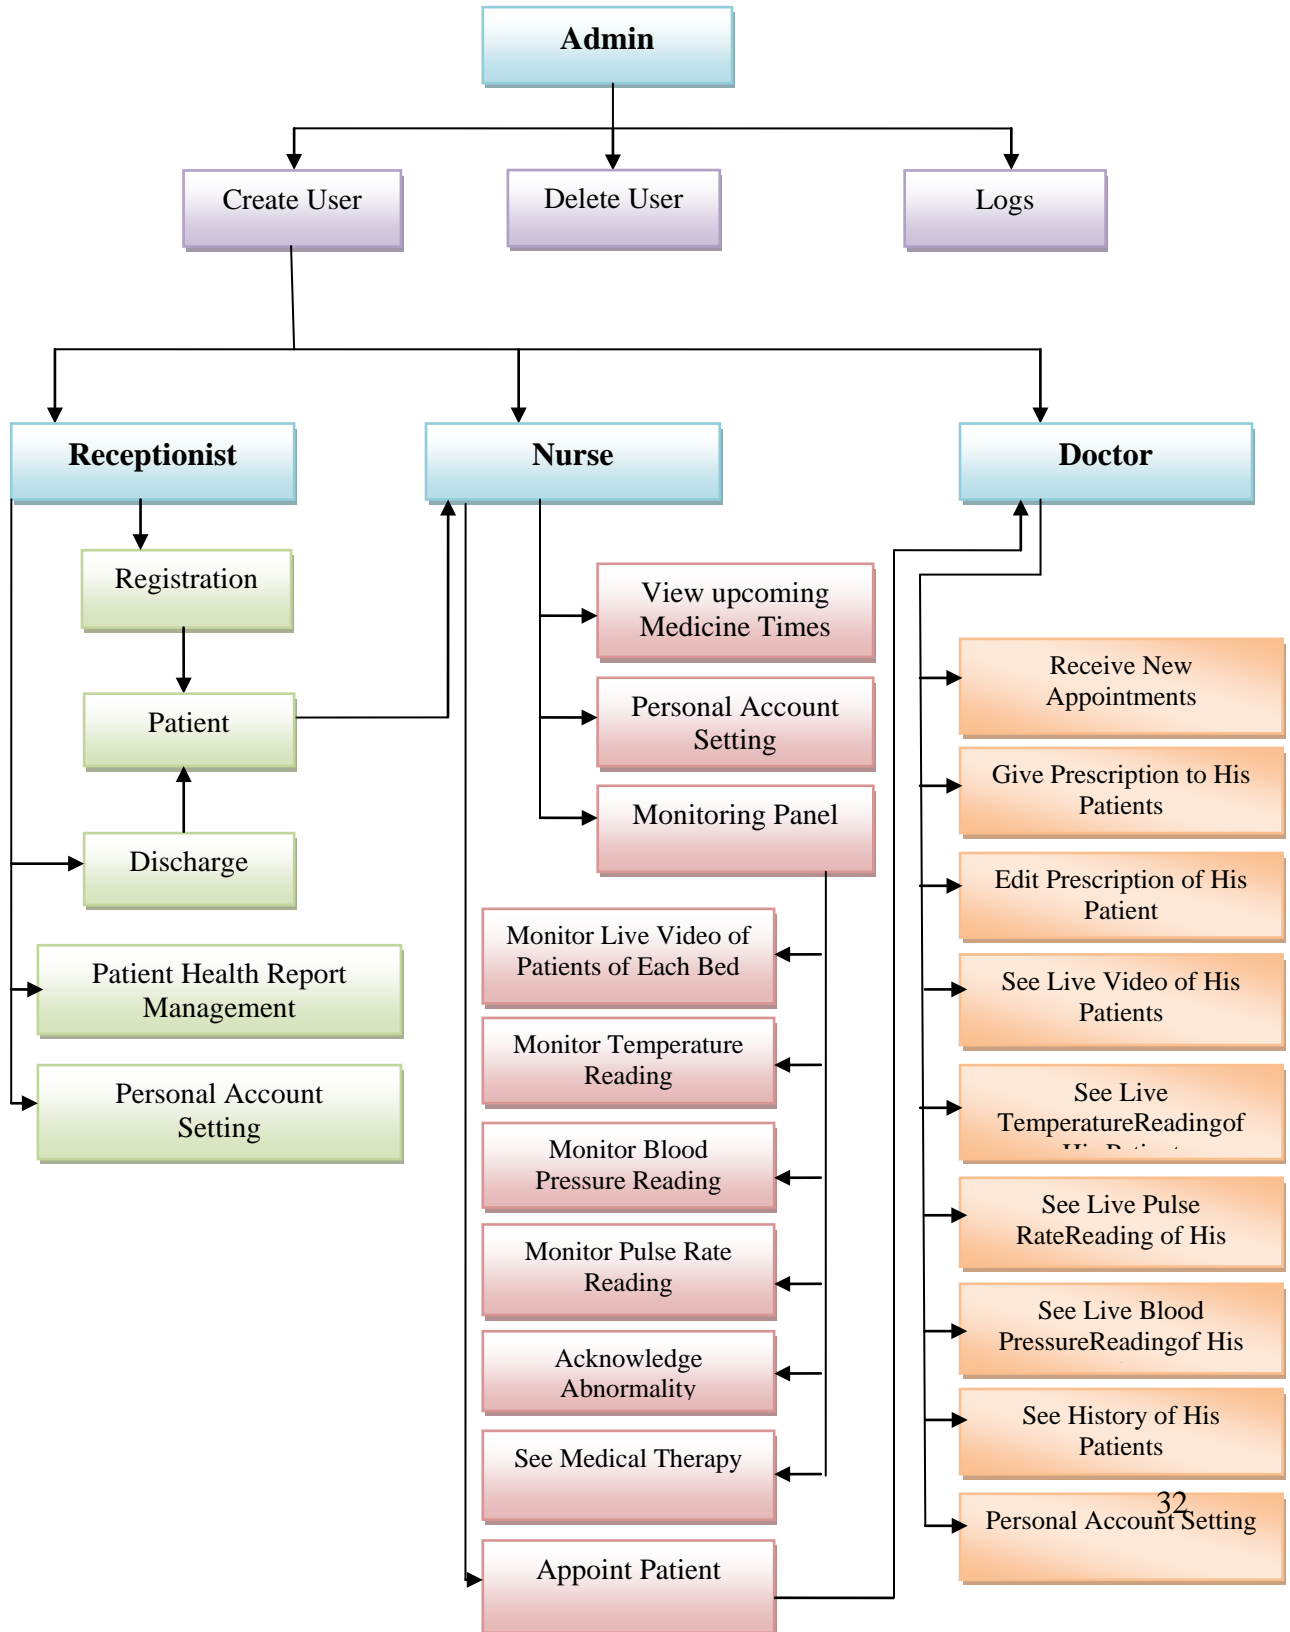 Admin
Create User
Delete User
Logs
Receptionist
Nurse
Doctor
Registration
Patient
Discharge
Patient Health Report
Management
Personal Account
Setting
View upcoming
Medicine Times
Personal Account
Setting
Monitoring Panel
Monitor Live Video of
Patients of Each Bed
Monitor Temperature
Reading
Monitor Blood
Pressure Reading
Monitor Pulse Rate
Reading
Acknowledge
Abnormality
See Medical Therapy
Appoint Patient
Receive New
Appointments
Give Prescription to His
Patients
Edit Prescription of His
Patient
See Live Video of His
Patients
See Live
TemperatureReadingof
See Live Pulse
RateReading of His
See Live Blood
PressureReadingof His
See History of His
Patients
32
Personal Account Setting